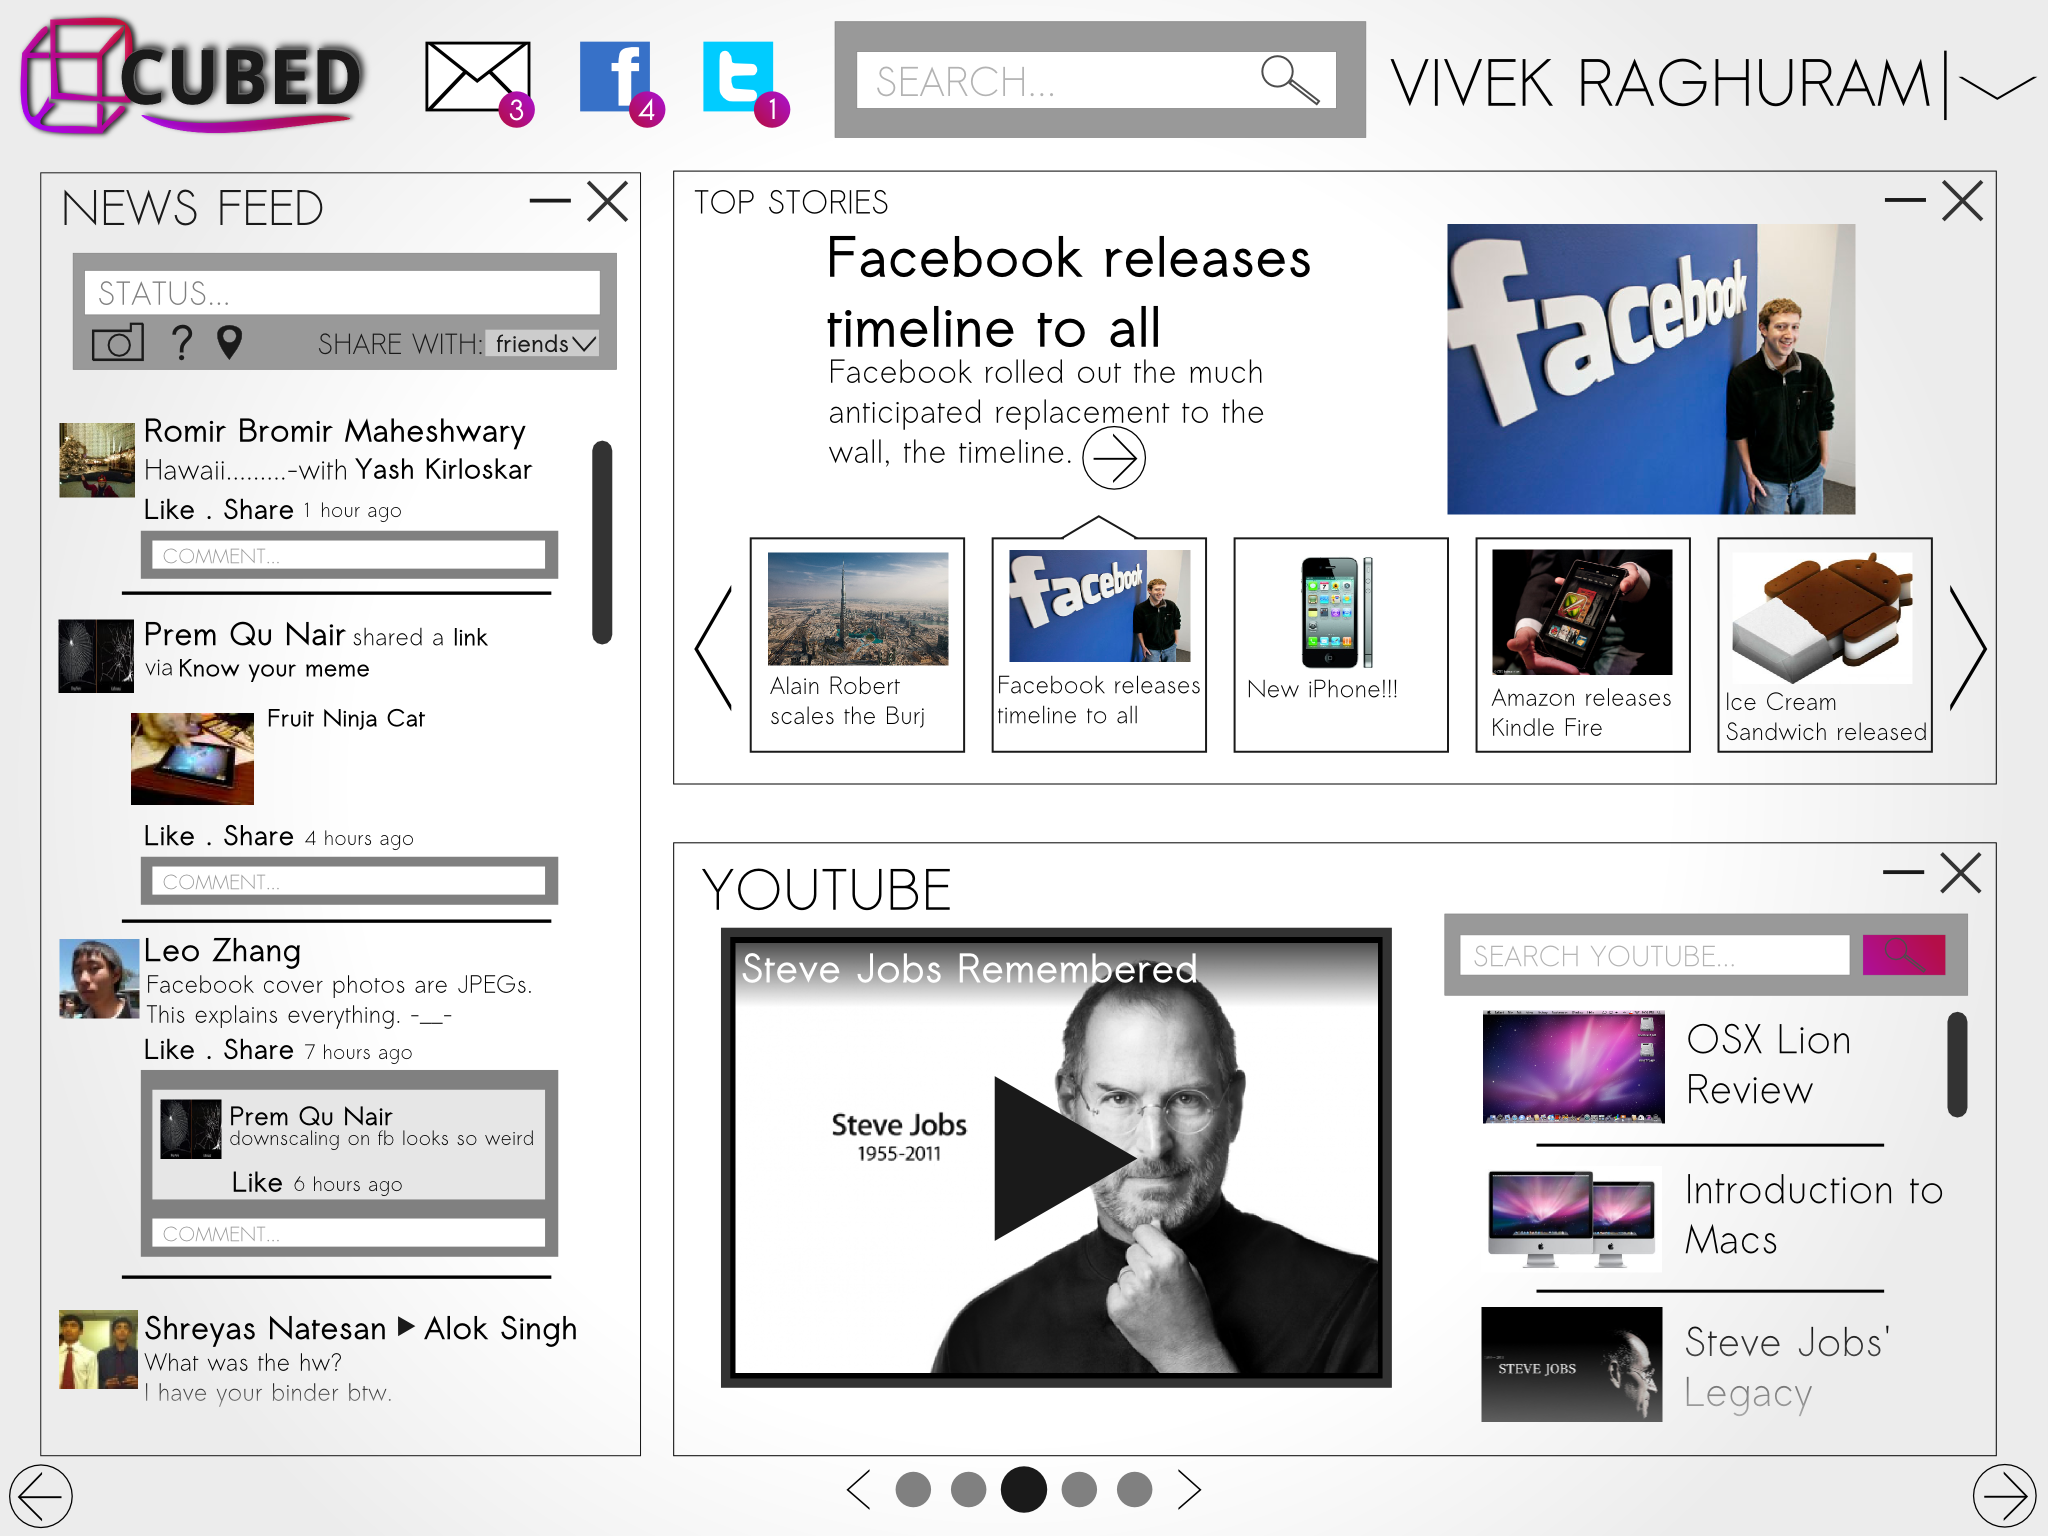 CUBED
3
4
1
SEARCH...
VIVEK RAGHURAM
NEWS FEED
STATUS...
SHARE WITH: friends
Romir Bromir Maheshwary
Hawaii.........-with Yash Kirloskar
Like . Share 1 hour ago
COMMENT...
Prem Qu Nair shared a link
via Know your meme
Fruit Ninja Cat
Like . Share 4 hours ago
COMMENT...
Leo Zhang
Facebook cover photos are JPEGs.
This explains everything. -__-
Like . Share 7 hours ago
Prem Qu Nair
downscaling on fb looks so weird
Like 6 hours ago
COMMENT...
Shreyas Natesan ▶ Alok Singh
What was the hw?
I have your binder btw.
TOP STORIES
Facebook releases
timeline to all
Facebook rolled out the much
anticipated replacement to the
wall, the timeline.
facebook
Alain Robert
scales the Burj
facebook
Facebook releases
timeline to all
New iPhone!!!
Amazon releases
Kindle Fire
Ice Cream
Sandwich released
YOUTUBE
Steve Jobs Remembered
Steve Jobs
1955-2011
SEARCH YOUTUBE...
OSX Lion
Review
Introduction to
Macs
STEVE JOBS
Steve Jobs'
Legacy